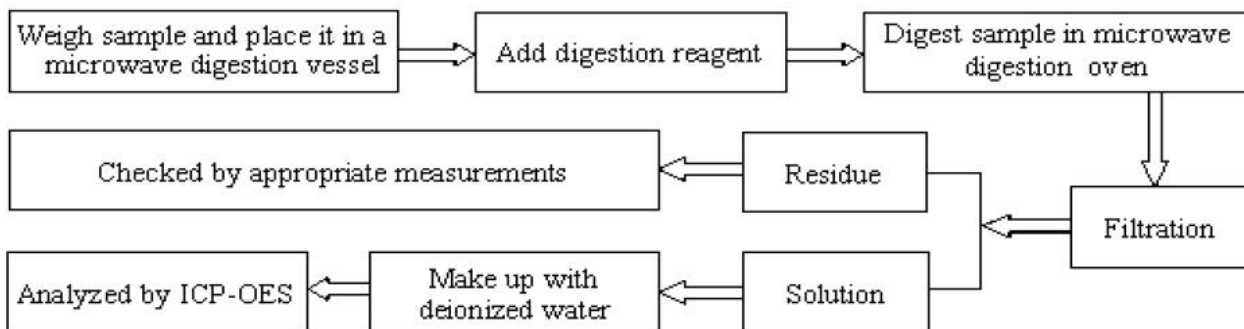 Weigh sample and place it in a
microwave digestion vessel
Add digestion reagent
Digest sample in microwave
digestion oven
Checked by appropriate measurements
Residue
Filtration
Analyzed by ICP-OES
Make up with
deionized water
Solution